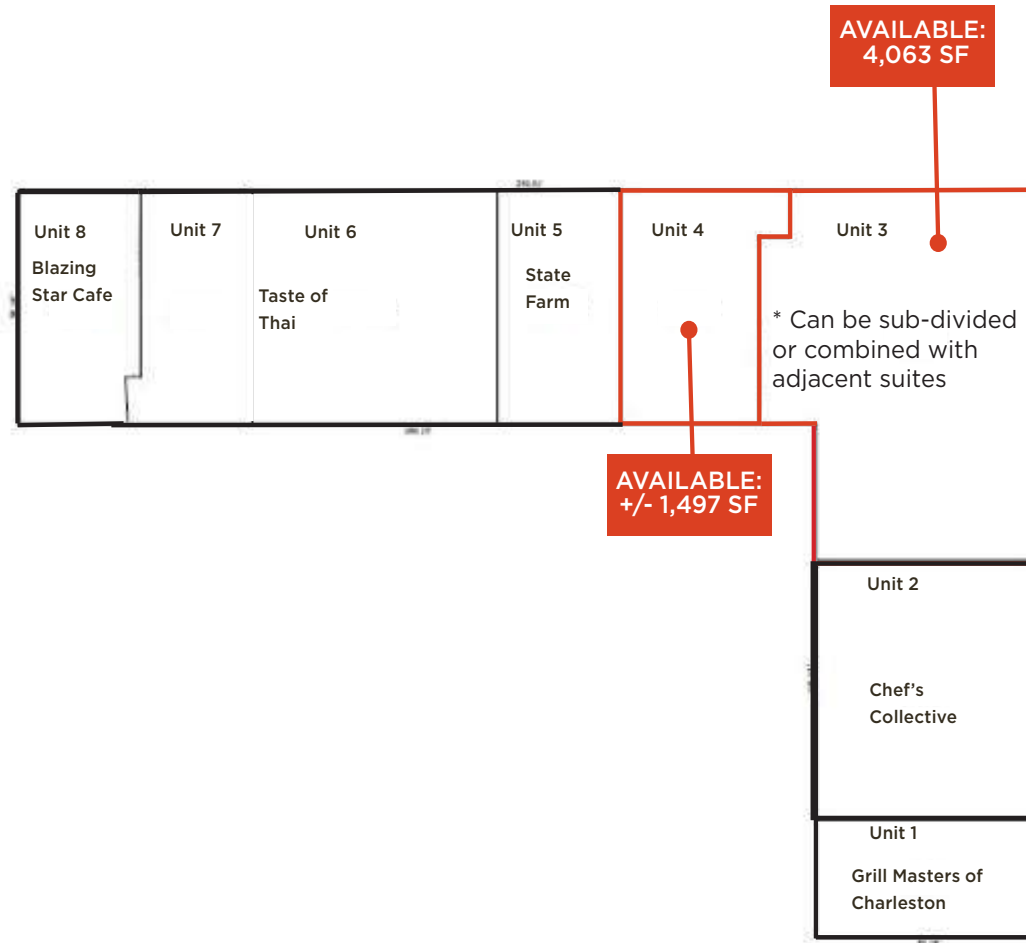 AVAILABLE:
4,063 SF
Unit 8
Blazing
Star Cafe
Unit 7
Unit 6
Taste of
Thai
Unit 5
State
Farm
Unit 4
Unit 3
* Can be sub-divided
or combined with
adjacent suites
AVAILABLE:
+/- 1,497 SF
Unit 2
Chef's
Collective
Unit 1
Grill Masters of
Charleston